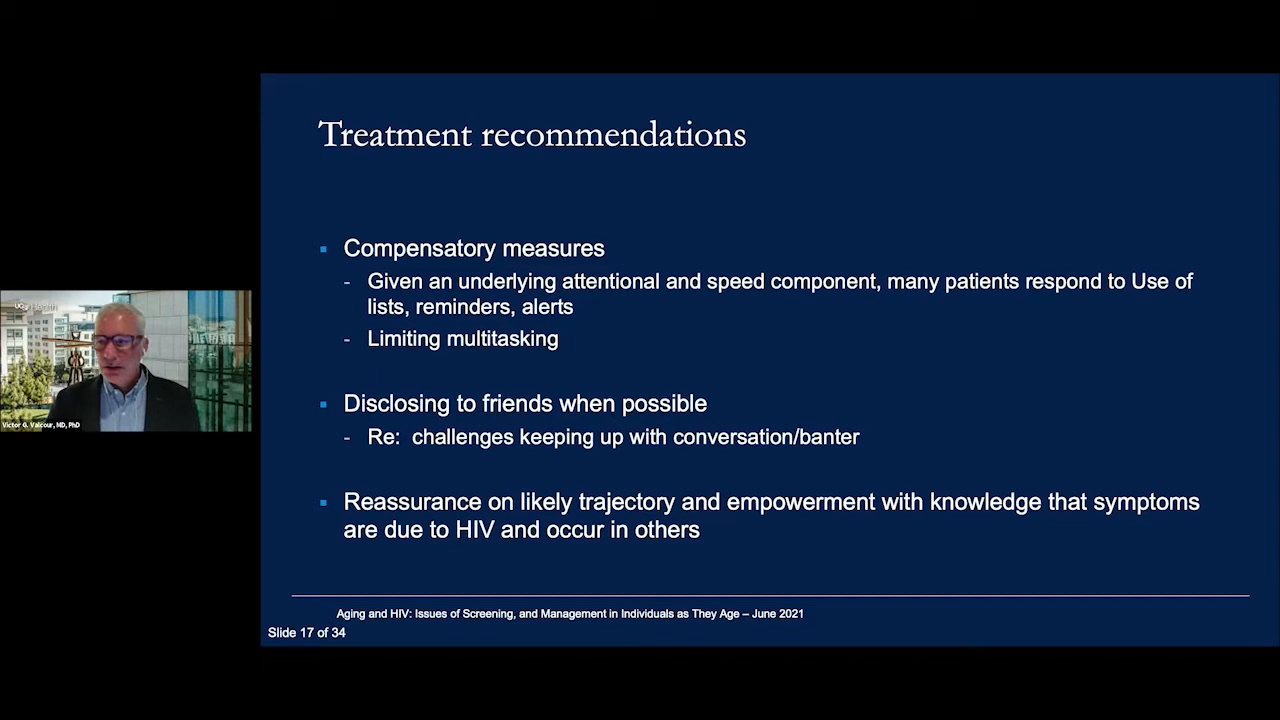 Treatment recommendations
▪ Compensatory measures
- Given an underlying attentional and speed component, many patients respond to Use of
lists, reminders, alerts
- Limiting multitasking
▪ Disclosing to friends when possible
- Re: challenges keeping up with conversation/banter
▪ Reassurance on likely trajectory and empowerment with knowledge that symptoms
are due to HIV and occur in others
Aging and HIV: Issues of Screening, and Management in Individuals as They Age – June 2021
Slide 17 of 34
Health
Victor G. Valcour, MD, PhD